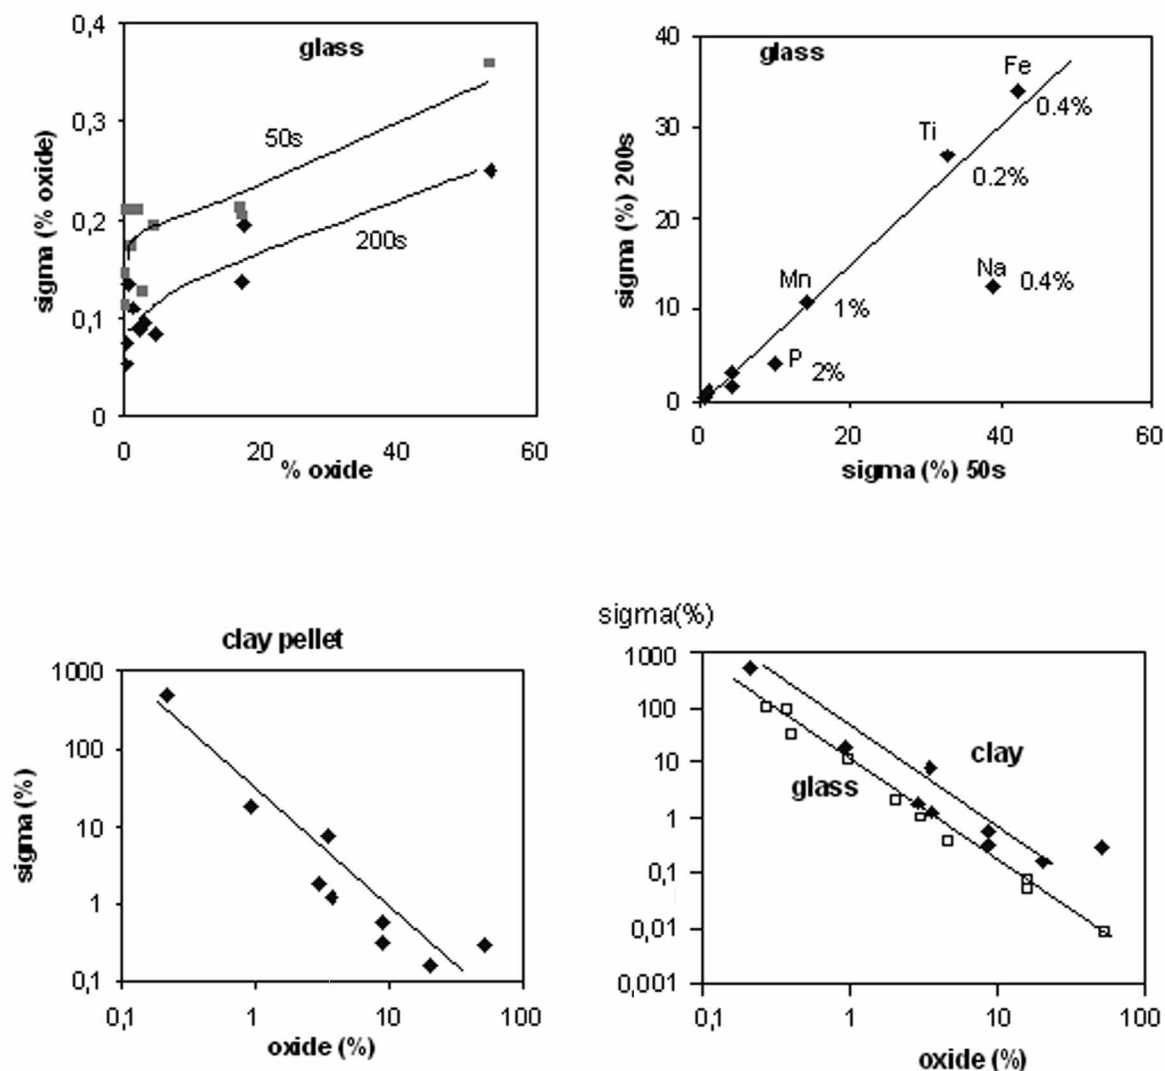 glass
0,4
0,3
0,2
0,1
0
sigma (% oxide)
50s
200s
0 20 40 60
% oxide
glass
40
30
20
10
0
sigma (%) 200s
Fe
0.4%
Ti
0.2%
Na
0.4%
Mn
1%
P
2%
0 20 40 60
sigma (%) 50s
clay pellet
1000
100
10
1
0,1
sigma (%)
0,1 1 10 100
oxide (%)
sigma(%)
1000
100
10
1
0,1
0,01
0,001
clay
glass
0,1 1 10 100
oxide (%)